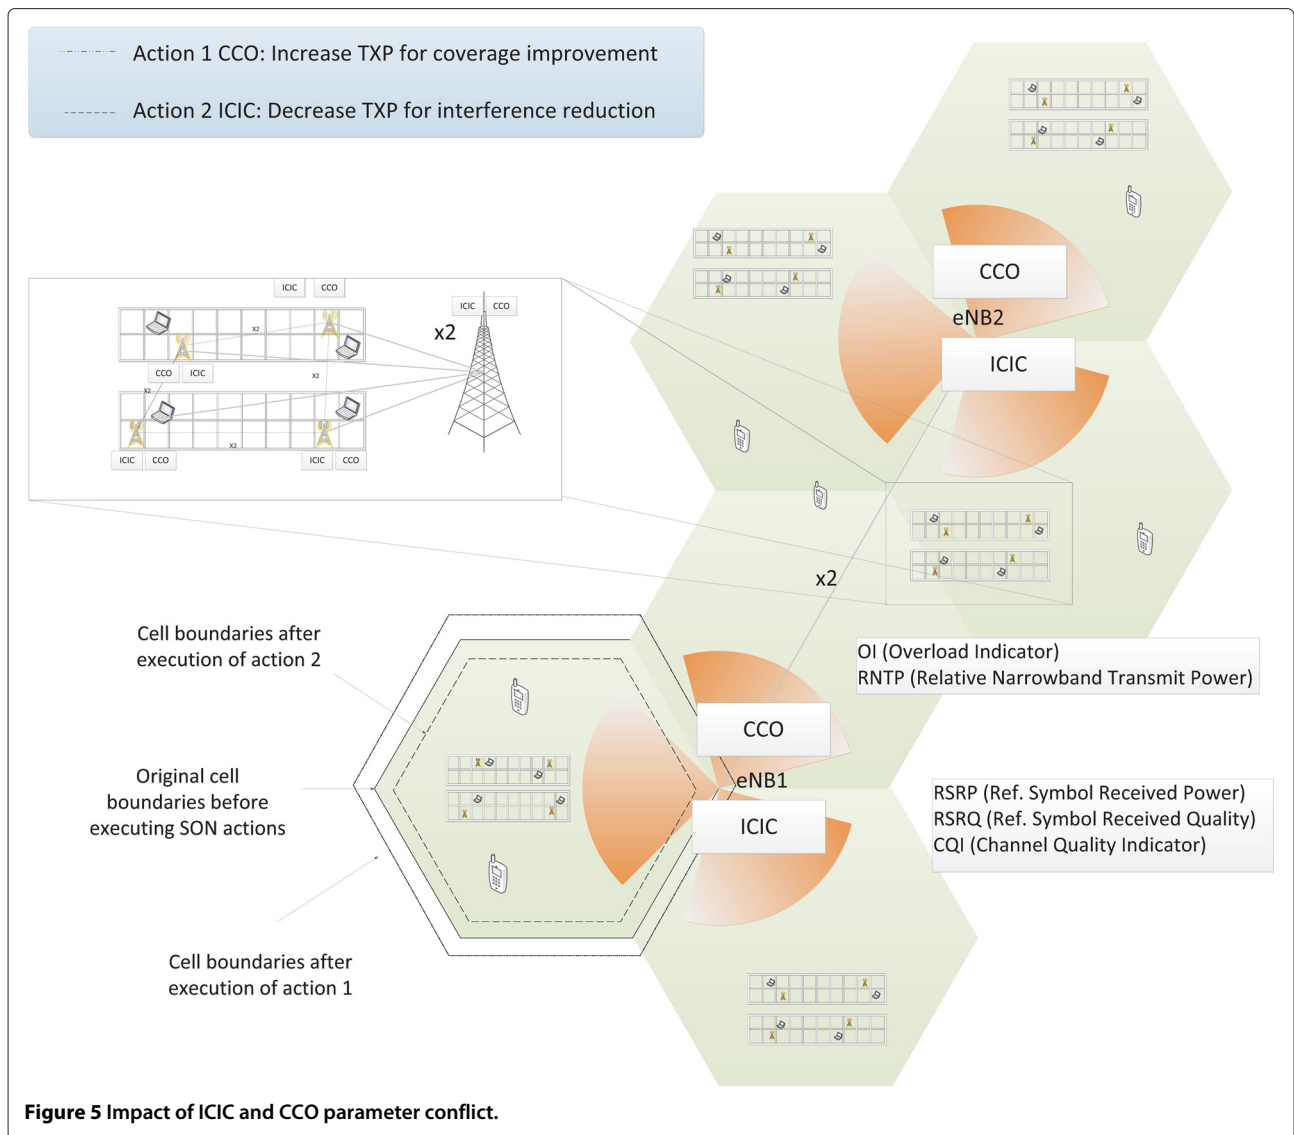 Action 1 CCO: Increase TXP for coverage improvement
Action 2 ICIC: Decrease TXP for interference reduction
CCO
eNB2
ICIC
ICIC
CCO
ICIC
CCO
x2
X2
CCO
ICIC
X2
X2
X2
ICIC
CCO
ICIC
CCO
x2
Cell boundaries after
execution of action 2
OI (Overload Indicator)
RNTP (Relative Narrowband Transmit Power)
CCO
eNB1
ICIC
Original cell
boundaries before
executing SON actions
RSRP (Ref. Symbol Received Power)
RSRQ (Ref. Symbol Received Quality)
CQI (Channel Quality Indicator)
Cell boundaries after
execution of action 1
Figure 5 Impact of ICIC and CCO parameter conflict.